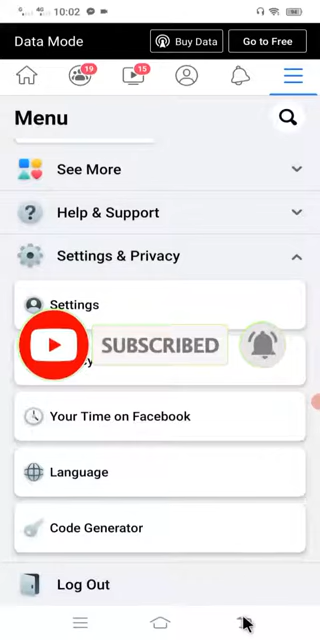 10:02
Data Mode
Buy Data
Go to Free
19
15
Menu
See More
Help & Support
Settings & Privacy
Settings
SUBSCRIBED
Your Time on Facebook
Language
Code Generator
Log Out